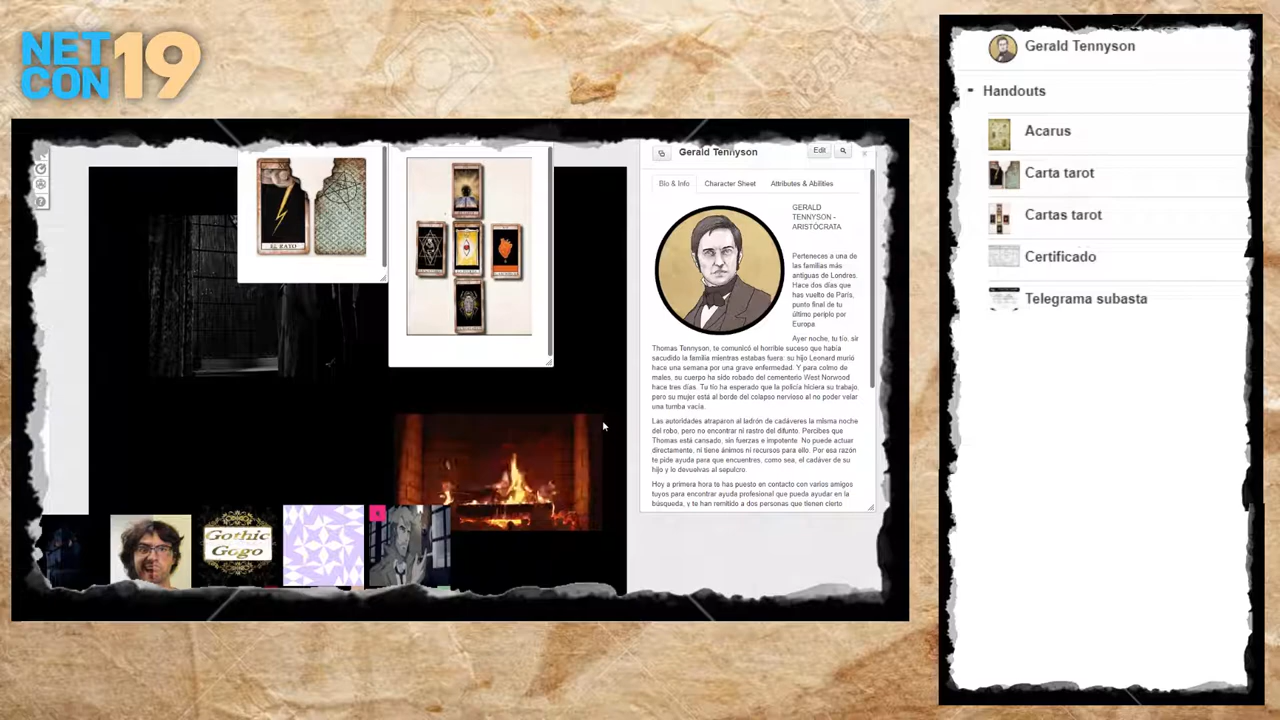 NET
CON
19
EL RAYO
Gothic
Gogo
Gerald Tennyson
Edit
Bio & Info
Character Sheet
Attributes & Abilities
GERALD
TENNYSON -
ARISTÓCRATA
Perteneces a una de
las familias más
antiguas de Londres.
Hace dos días que
has vuelto de París,
punto final de tu
último periplo por
Europa
Ayer noche, tu tío, sir
Thomas Tennyson, te comunicó el horrible suceso que había
sacudido la familia mientras estabas fuera: su hijo Leonard murió
hace una semana por una grave enfermedad. Y para colmo de
males, su cuerpo ha sido robado del cementerio West Norwood
hace tres días. Tu tío ha esperado que la policía hiciera su trabajo,
pero su mujer está al borde del colapso nervioso al no poder velar
una tumba vacía.
Las autoridades atraparon al ladrón de cadáveres la misma noche
del robo, pero no encontrar ni rastro del difunto. Percibes que
Thomas está cansado, sin fuerzas e impotente. No puede actuar
directamente, ni tiene ánimos ni recursos para ello. Por esa razón
te pide ayuda para que encuentres, como sea, el cadáver de su
hijo y lo devuelvas al sepulcro.
Hoy a primera hora te has puesto en contacto con varios amigos
tuyos para encontrar ayuda profesional que pueda ayudar en la
búsqueda, y te han remitido a dos personas que tienen cierto
Gerald Tennyson
Handouts
Acarus
Carta tarot
Cartas tarot
Certificado
Telegrama subasta